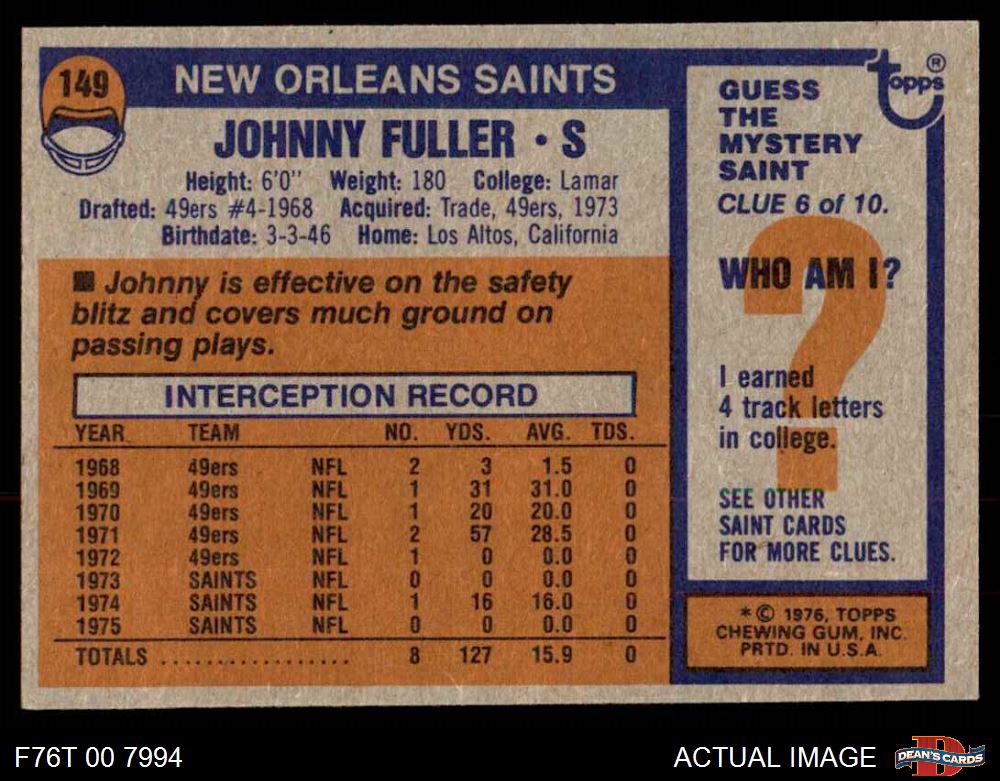 149
NEW ORLEANS SAINTS
JOHNNY FULLER • S
Height: 6'0" Weight: 180 College: Lamar
Drafted: 49ers #4-1968 Acquired: Trade, 49ers, 1973
Birthdate: 3-3-46 Home: Los Altos, California
■ Johnny is effective on the safety
blitz and covers much ground on
passing plays.
INTERCEPTION RECORD
YEAR TEAM NO. YDS. AVG. TDS.
1968 49ers NFL 2 3 1.5 0
1969 49ers NFL 1 31 31.0 0
1970 49ers NFL 1 20 20.0 0
1971 49ers NFL 2 57 28.5 0
1972 49ers NFL 1 0 0.0 0
1973 SAINTS NFL 0 0 0.0 0
1974 SAINTS NFL 1 16 16.0 0
1975 SAINTS NFL 0 0 0.0 0
TOTALS .................. 8 127 15.9 0
topps ®
GUESS
THE
MYSTERY
SAINT
CLUE 6 of 10.
?
WHO AM I?
I earned
4 track letters
in college.
SEE OTHER
SAINT CARDS
FOR MORE CLUES.
* © 1976, TOPPS
CHEWING GUM, INC.
PRTD. IN U.S.A.
F76T 00 7994
ACTUAL IMAGE
D
DEAN'S CARDS